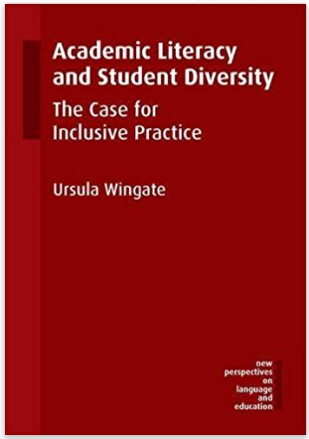 Academic Literacy
and Student Diversity
The Case for
Inclusive Practice
Ursula Wingate
new
perspectives
on
language
and
education